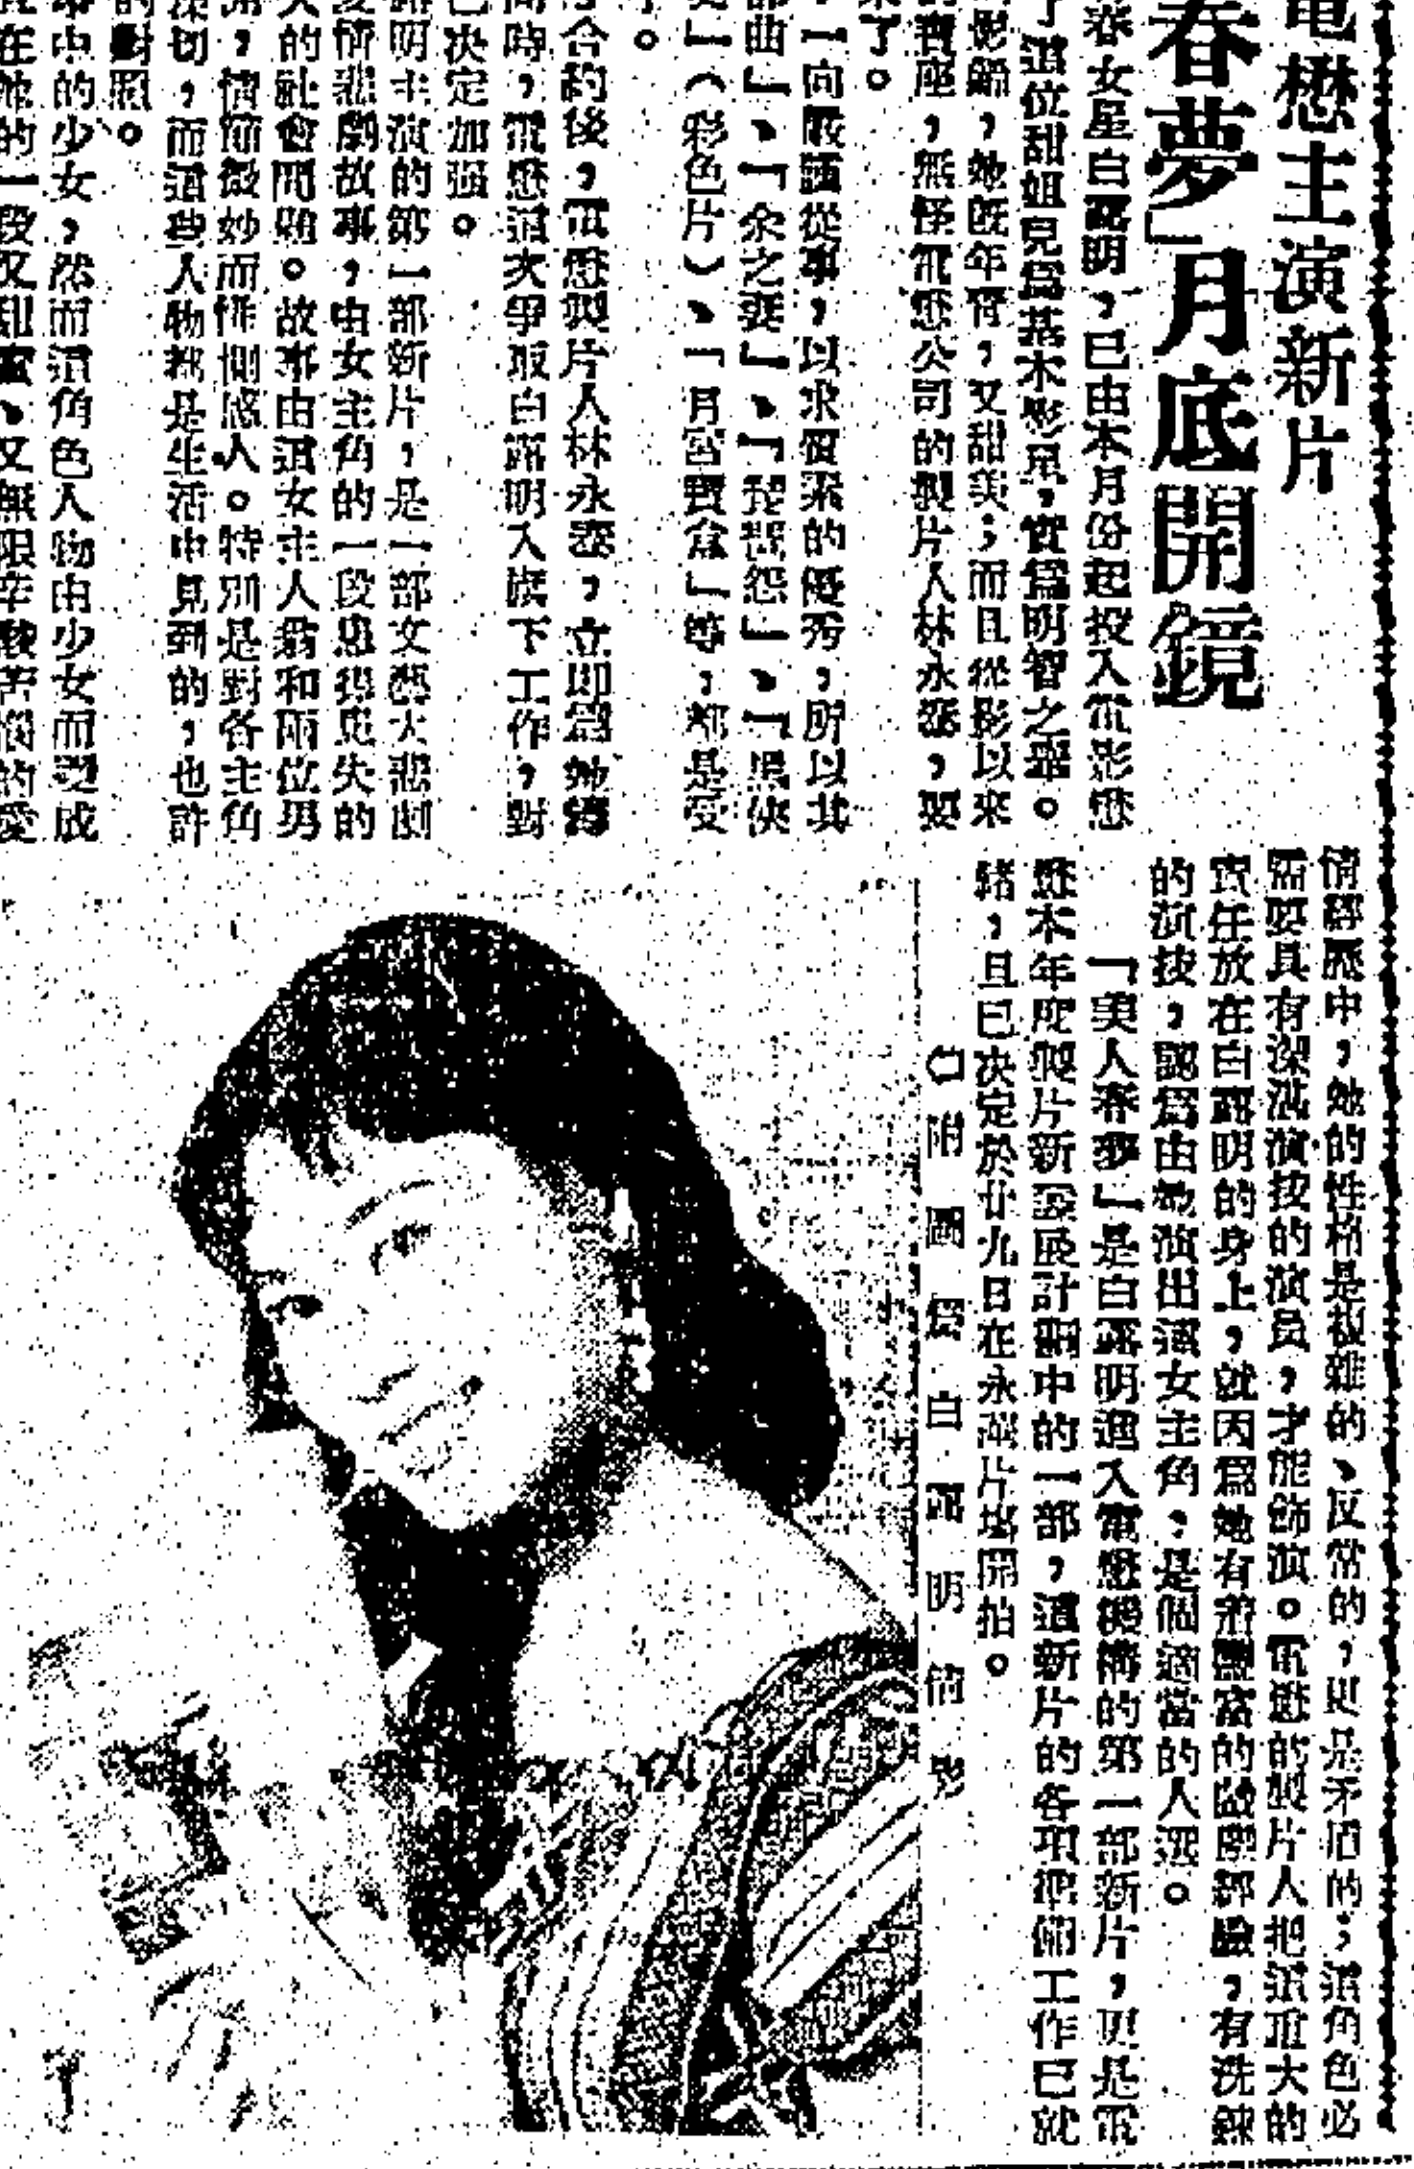 電懋主演新片
春夢」月底開鏡
春女星白露明，已由本月份起投入電影懋
了這位甜姐兒爲基本影星，實爲明智之舉。
影歸，她旣年青，又甜美；而且從影以來
寶座，無怪電懋公司的製片人林永泰，要
了。
一向嚴謹從事，以求質素的優秀，所以其
部曲」、「余之妻」、「琵琶怨」、「黑俠
」（彩色片）、「月宮寶盒」等，都是受
。
合約後，電懋製片人林永泰，立即爲她籌
同時，電懋這次爭取白露明入旗下工作，對
已决定加强。
路明主演的第一部新片，是一部文藝大悲劇
愛情悲劇故事，由女主角的一段患得患失的
大的社會問題。故事由這女主人翁和兩位男
，情節微妙而悱惻感人。特別是對各主角
深切，而這些人物都是生活中見到的，也許
的對照。
中的少女，然而這角色人物由少女而變成
在她的一段又甜蜜、又無限辛酸苦惱的愛
情經歷中，她的性格是複雜的、反常的，更是矛盾的；這角色必
需要具有深湛演技的演員，才能飾演。電懋的製片人把這重大的
責任放在白露明的身上，就因爲她有着豐富的戲劇經驗，有洗鍊
的演技，認爲由她演出這女主角，是個適當的人選。
「美人春夢」是白露明進入電懋機構的第一部新片，更是電
懋本年度製片新發展計劃中的一部，這新片的各項準備工作已就
緒，且已决定於廿九日在永華片塲開拍。
附圖爲白露明倩影